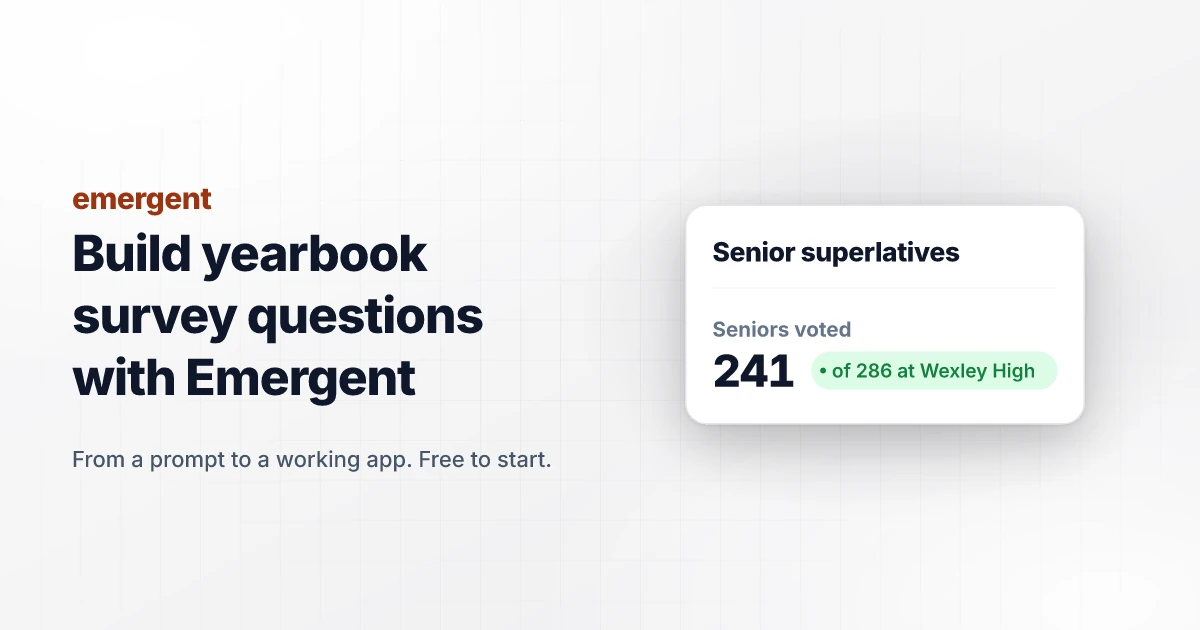 emergent
Build yearbook
survey questions
with Emergent
From a prompt to a working app. Free to start.
Senior superlatives
Seniors voted
241 • of 286 at Wexley High